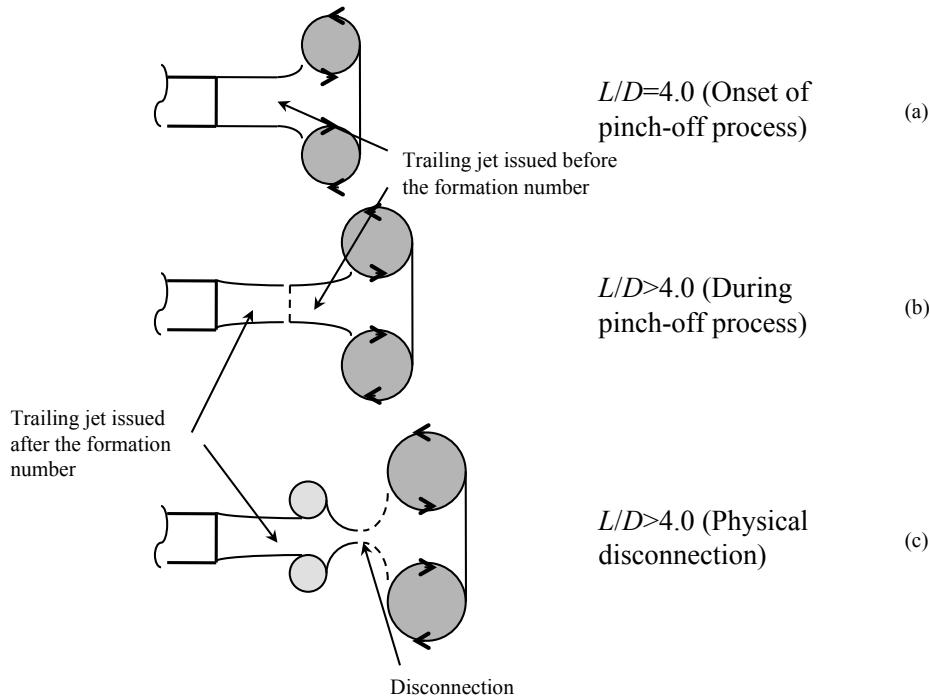 L/D=4.0 (Onset of
pinch-off process)
(a)
Trailing jet issued before
the formation number
L/D>4.0 (During
pinch-off process)
(b)
Trailing jet issued
after the formation
number
L/D>4.0 (Physical
disconnection)
(c)
Disconnection